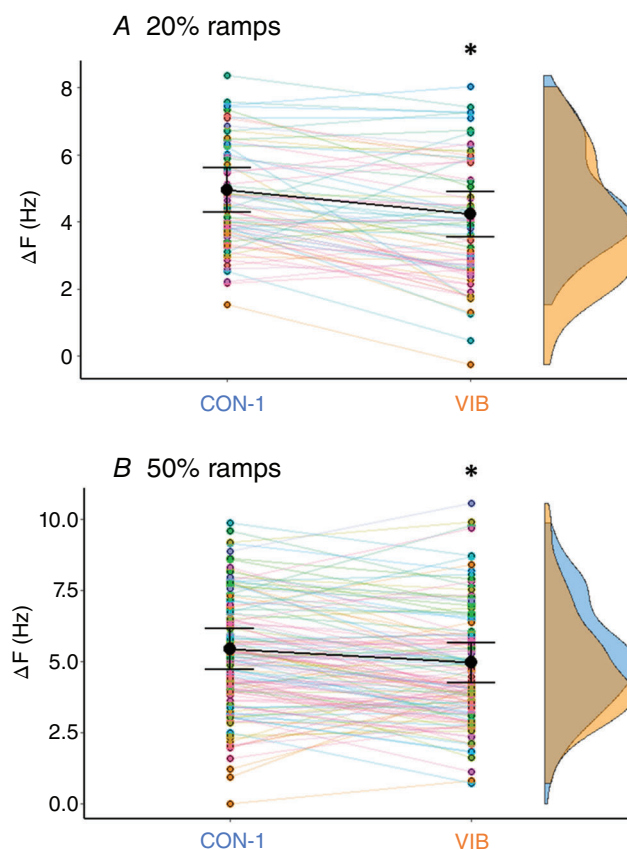 A 20% ramps
*
8
6
4
2
0
ΔF (Hz)
CON-1
VIB
B 50% ramps
*
10.0
7.5
5.0
2.5
0.0
ΔF (Hz)
CON-1
VIB